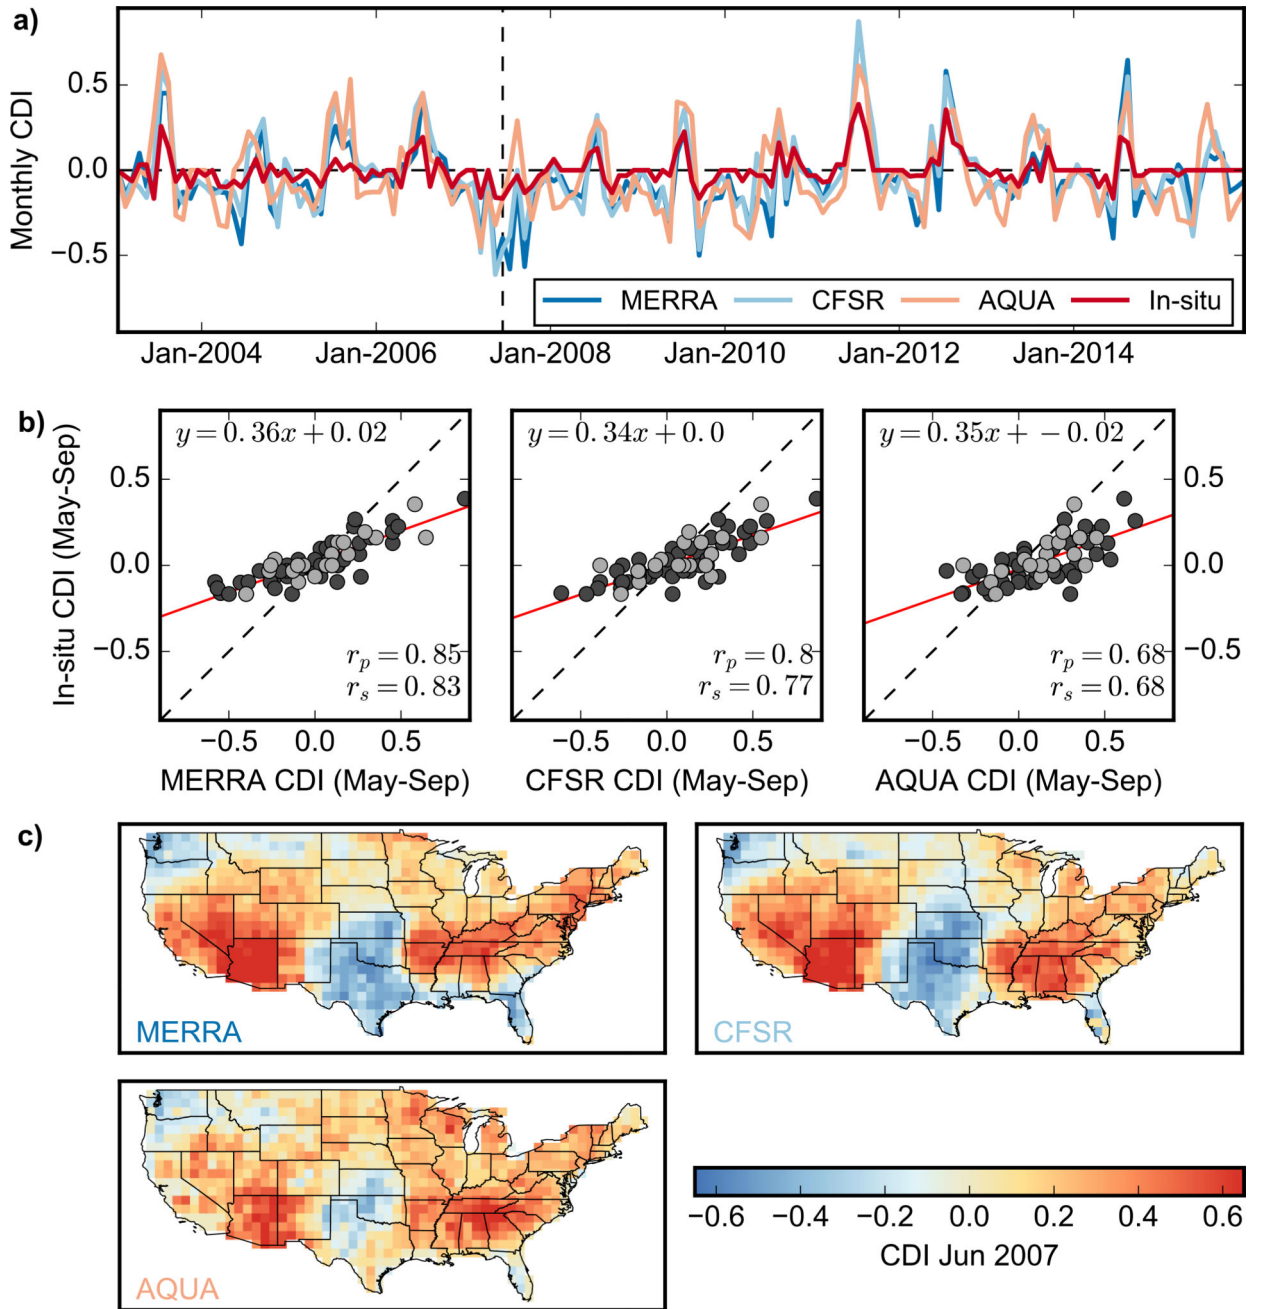 a)
Monthly CDI
0.5
0.0
−0.5
MERRA CFSR AQUA In-situ
Jan-2004 Jan-2006 Jan-2008 Jan-2010 Jan-2012 Jan-2014
b)
In-situ CDI (May-Sep)
0.5
0.0
−0.5
y = 0.36x + 0.02
r_p = 0.85
r_s = 0.83
−0.5 0.0 0.5
MERRA CDI (May-Sep)
y = 0.34x + 0.0
r_p = 0.8
r_s = 0.77
−0.5 0.0 0.5
CFSR CDI (May-Sep)
y = 0.35x + −0.02
r_p = 0.68
r_s = 0.68
−0.5 0.0 0.5
AQUA CDI (May-Sep)
0.5
0.0
−0.5
c)
MERRA
CFSR
AQUA
−0.6 −0.4 −0.2 0.0 0.2 0.4 0.6
CDI Jun 2007